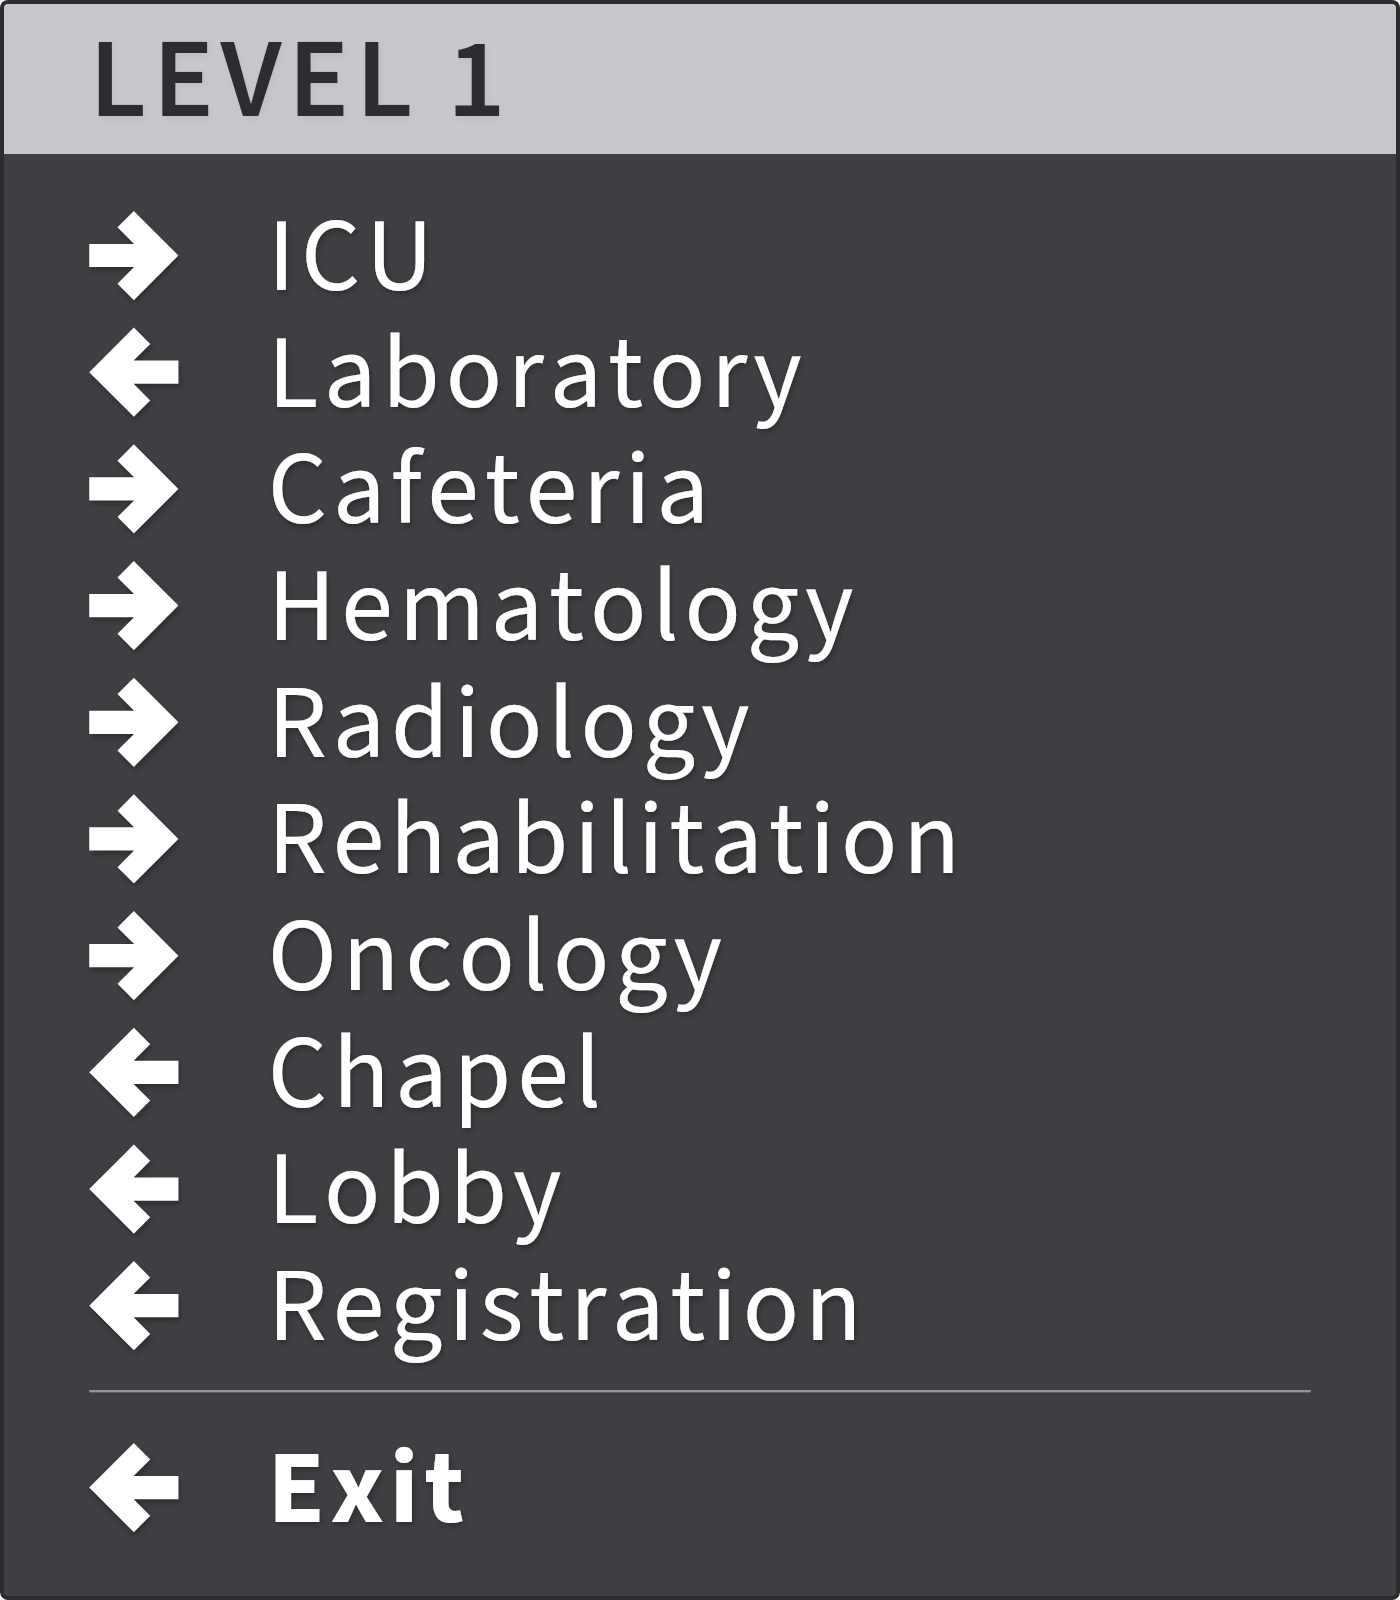 LEVEL 1
ICU
Laboratory
Cafeteria
Hematology
Radiology
Rehabilitation
Oncology
Chapel
Lobby
Registration
Exit